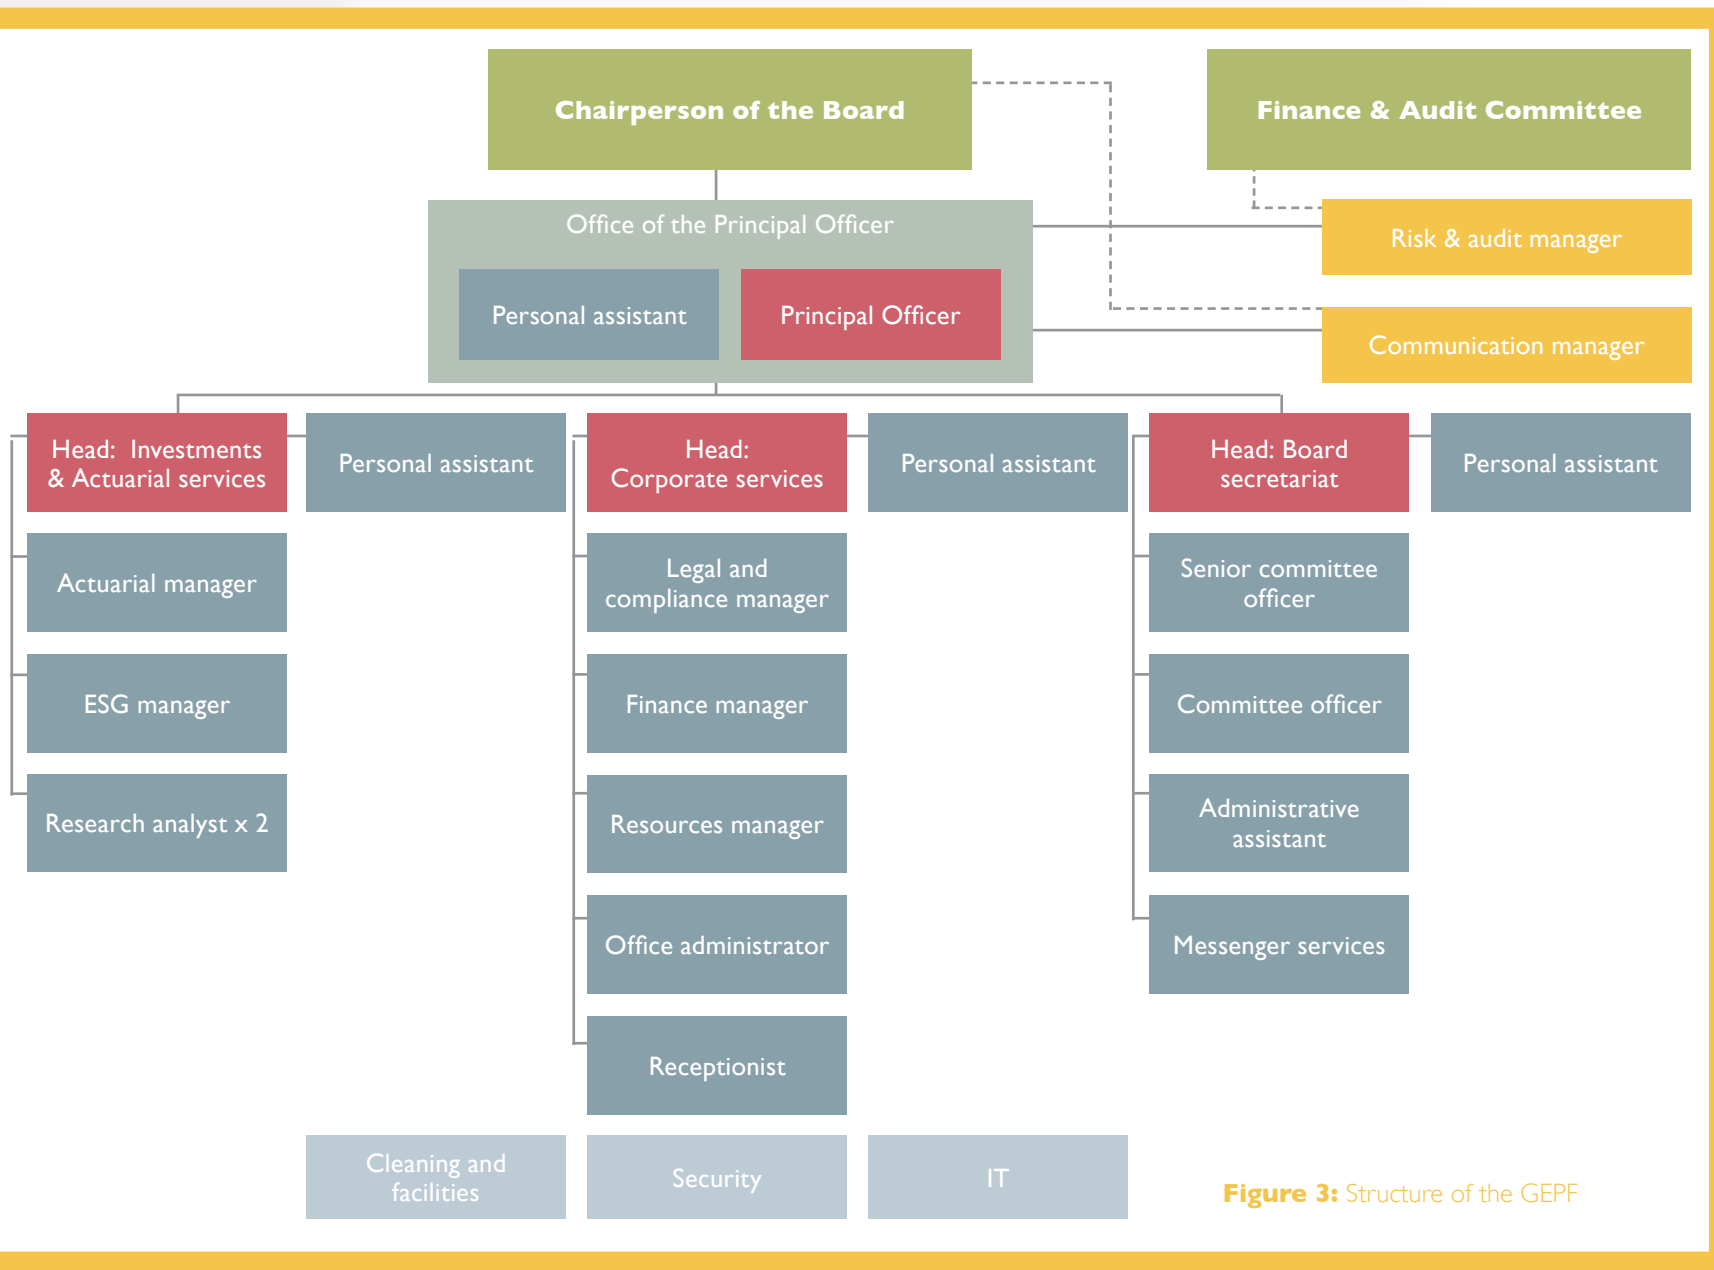 Chairperson of the Board
Finance & Audit Committee
Office of the Principal Officer
Risk & audit manager
Personal assistant
Principal Officer
Communication manager
Head:  Investments
& Actuarial services
Personal assistant
Head:
Corporate services
Personal assistant
Head: Board
secretariat
Personal assistant
Actuarial manager
Legal and
compliance manager
Senior committee
officer
ESG manager
Finance manager
Committee officer
Research analyst x 2
Resources manager
Administrative
assistant
Office administrator
Messenger services
Receptionist
Cleaning and
facilities
Security
IT
Figure 3: Structure of the GEPF